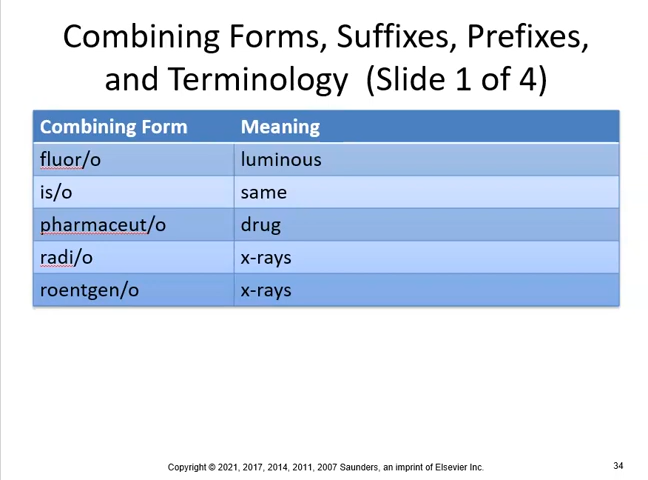 Combining Forms, Suffixes, Prefixes,
and Terminology (Slide 1 of 4)
Combining Form Meaning
fluor/o luminous
is/o same
pharmaceut/o drug
radi/o x-rays
roentgen/o x-rays
Copyright © 2021, 2017, 2014, 2011, 2007 Saunders, an imprint of Elsevier Inc.
34